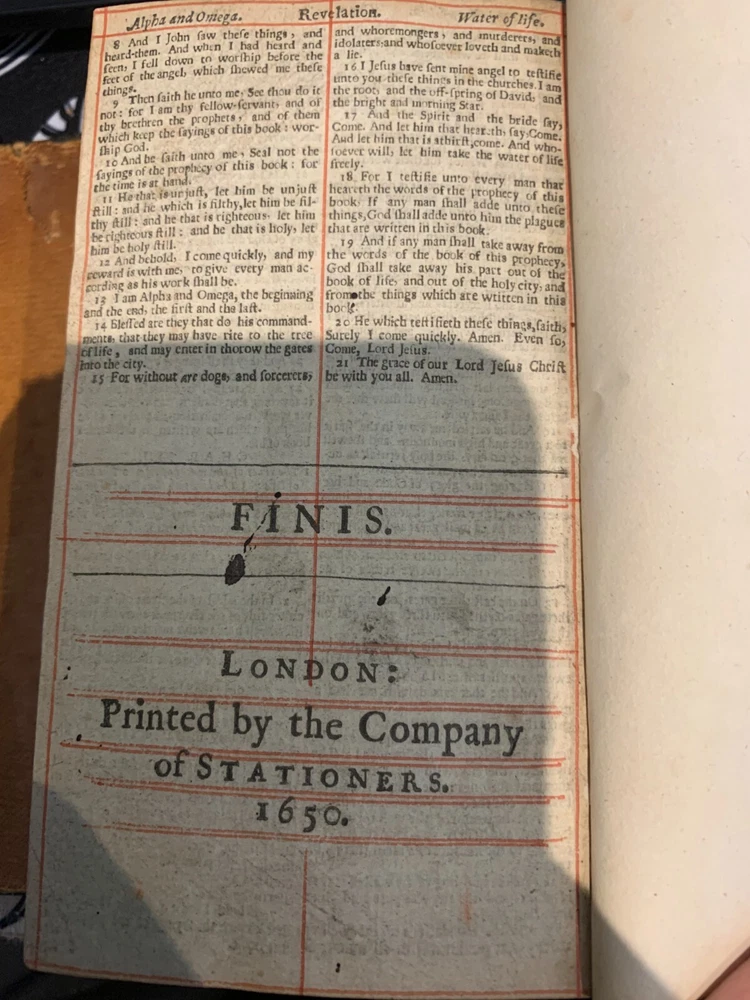 Alpha and Omega. Revelation. Water of life.
8 And I John ſaw theſe things, and
heard them. And when I had heard and
ſeen, I fell down to worſhip before the
feet of the angel, which ſhewed me theſe
things.
9 Then ſaith he unto me, See thou do it
not: for I am thy fellow-ſervant, and of
thy brethren the prophets, and of them
which keep the ſayings of this book: wor-
ſhip God.
10 And he ſaith unto me, Seal not the
ſayings of the prophecy of this book: for
the time is at hand.
11 He that is unjuſt, let him be unjuſt
ſtill: and he which is filthy, let him be fil-
thy ſtill: and he that is righteous, let him
be righteous ſtill: and he that is holy, let
him be holy ſtill.
12 And behold, I come quickly, and my
reward is with me, to give every man ac-
cording as his work ſhall be.
13 I am Alpha and Omega, the beginning
and the end, the firſt and the laſt.
14 Bleſſed are they that do his command-
ments, that they may have rite to the tree
of life, and may enter in thorow the gates
into the city.
15 For without are dogs, and ſorcerers,
and whoremongers, and murderers, and
idolaters, and whoſoever loveth and maketh
a lie.
16 I Jeſus have ſent mine angel to teſtifie
unto you theſe things in the churches. I am
the root, and the off-ſpring of David, and
the bright and morning Star.
17 And the Spirit and the bride ſay,
Come. And let him that heareth, ſay, Come.
And let him that is athirſt, come. And who-
ſoever will, let him take the water of life
freely.
18 For I teſtifie unto every man that
heareth the words of the prophecy of this
book, If any man ſhall adde unto theſe
things, God ſhall adde unto him the plagues
that are written in this book.
19 And if any man ſhall take away from
the words of the book of this prophecy,
God ſhall take away his part out of the
book of life, and out of the holy city, and
from the things which are written in this
book.
20 He which teſtifieth theſe things, ſaith,
Surely I come quickly. Amen. Even ſo,
Come, Lord Jeſus.
21 The grace of our Lord Jeſus Chriſt
be with you all. Amen.
FINIS.
LONDON:
Printed by the Company
of STATIONERS.
1650.